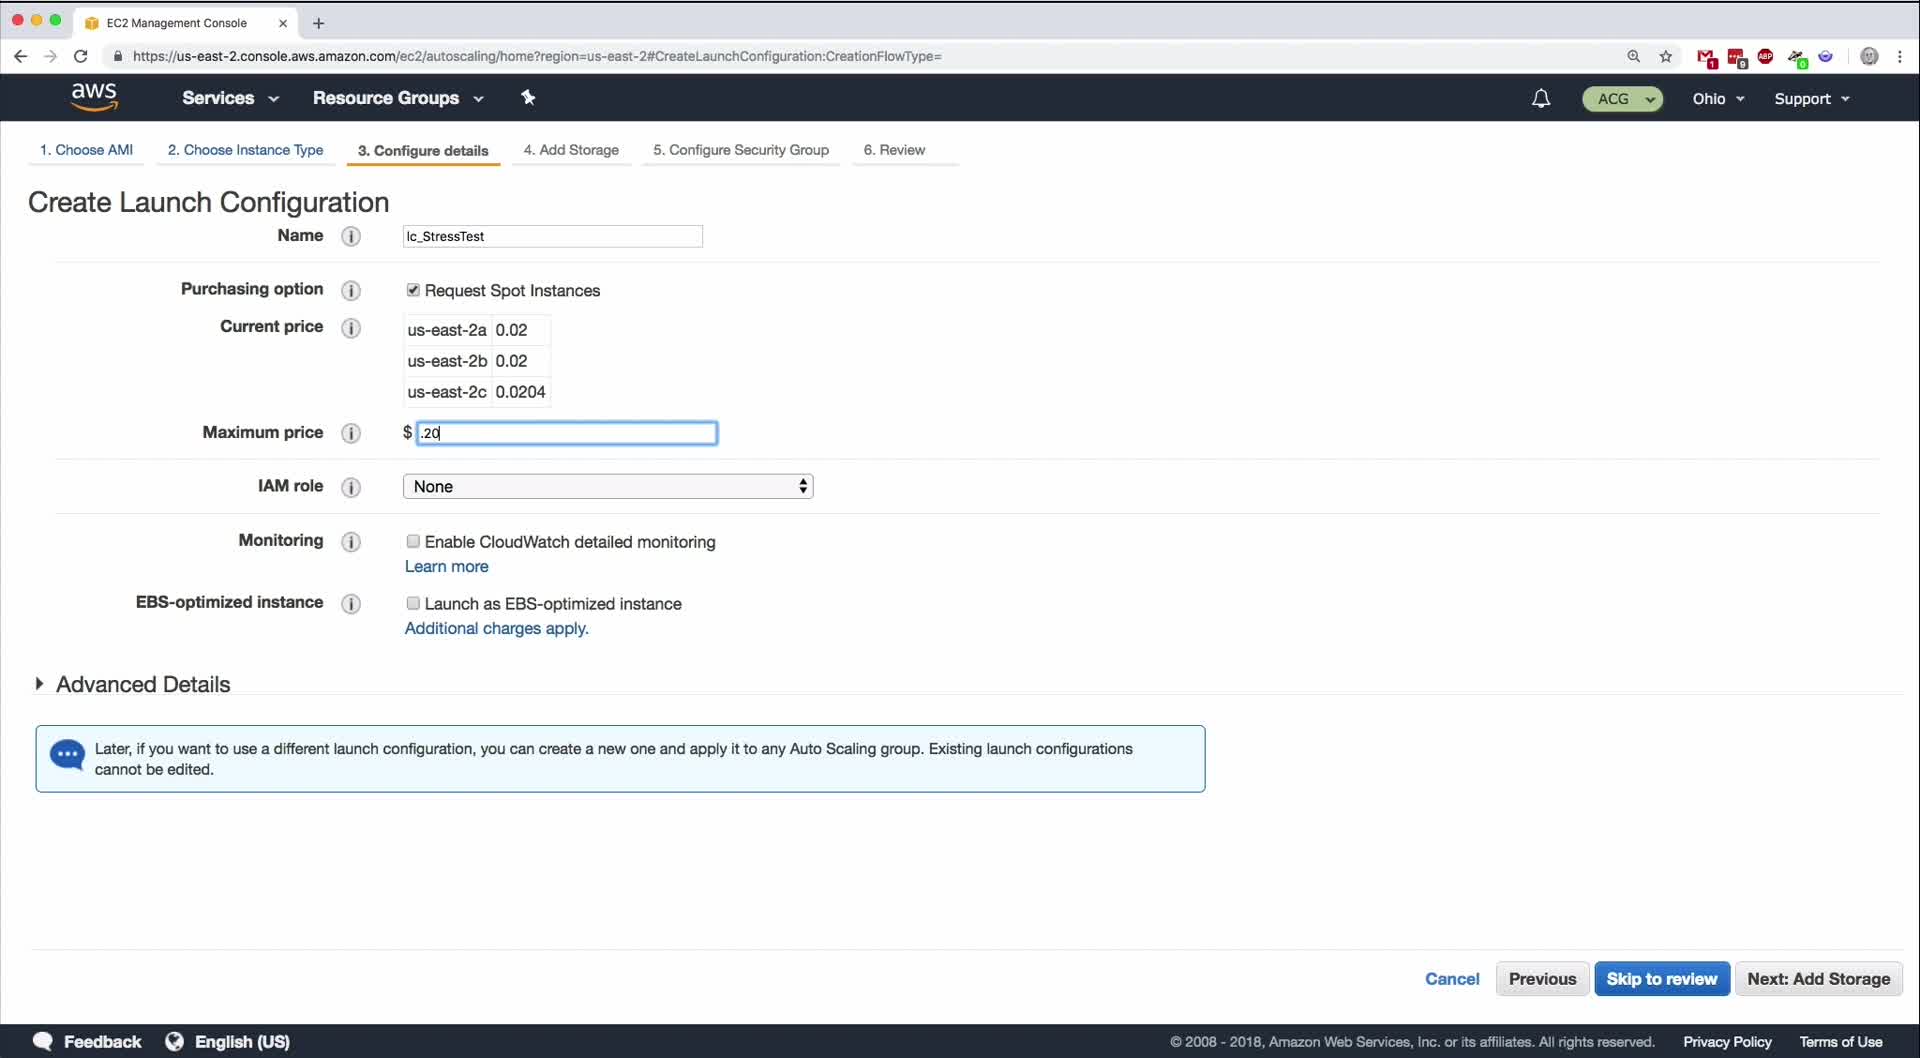 EC2 Management Console
https://us-east-2.console.aws.amazon.com/ec2/autoscaling/home?region=us-east-2#CreateLaunchConfiguration:CreationFlowType=
1
9
ABP
0
aws
Services
Resource Groups
ACG
Ohio
Support
1. Choose AMI
2. Choose Instance Type
3. Configure details
4. Add Storage
5. Configure Security Group
6. Review
Create Launch Configuration
Name
lc_StressTest
Purchasing option
Request Spot Instances
Current price
us-east-2a 0.02
us-east-2b 0.02
us-east-2c 0.0204
Maximum price
$ .20
IAM role
None
Monitoring
Enable CloudWatch detailed monitoring
Learn more
EBS-optimized instance
Launch as EBS-optimized instance
Additional charges apply.
Advanced Details
Later, if you want to use a different launch configuration, you can create a new one and apply it to any Auto Scaling group. Existing launch configurations
cannot be edited.
Cancel
Previous
Skip to review
Next: Add Storage
Feedback
English (US)
© 2008 - 2018, Amazon Web Services, Inc. or its affiliates. All rights reserved.
Privacy Policy
Terms of Use